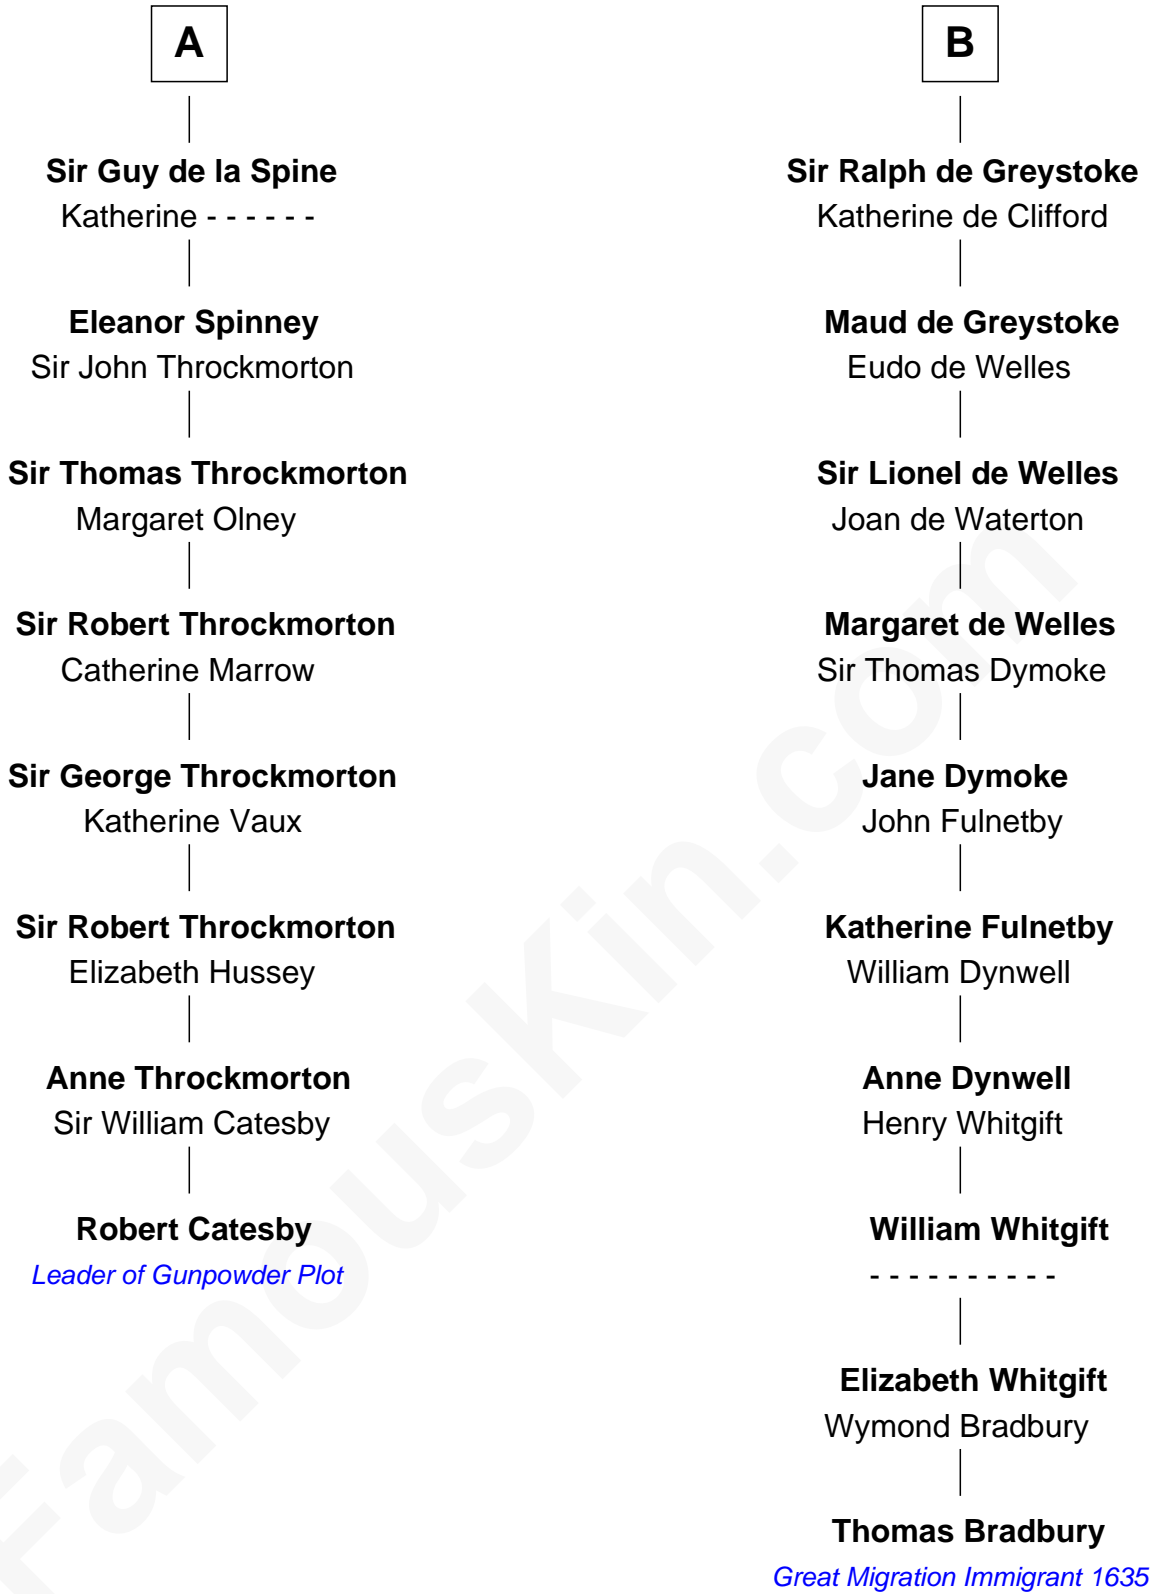 A
Sir Guy de la Spine
Katherine - - - - - -
Eleanor Spinney
Sir John Throckmorton
Sir Thomas Throckmorton
Margaret Olney
Sir Robert Throckmorton
Catherine Marrow
Sir George Throckmorton
Katherine Vaux
Sir Robert Throckmorton
Elizabeth Hussey
Anne Throckmorton
Sir William Catesby
Robert Catesby
Leader of Gunpowder Plot
B
Sir Ralph de Greystoke
Katherine de Clifford
Maud de Greystoke
Eudo de Welles
Sir Lionel de Welles
Joan de Waterton
Margaret de Welles
Sir Thomas Dymoke
Jane Dymoke
John Fulnetby
Katherine Fulnetby
William Dynwell
Anne Dynwell
Henry Whitgift
William Whitgift
- - - - - - - - - -
Elizabeth Whitgift
Wymond Bradbury
Thomas Bradbury
Great Migration Immigrant 1635
FamousKin.com